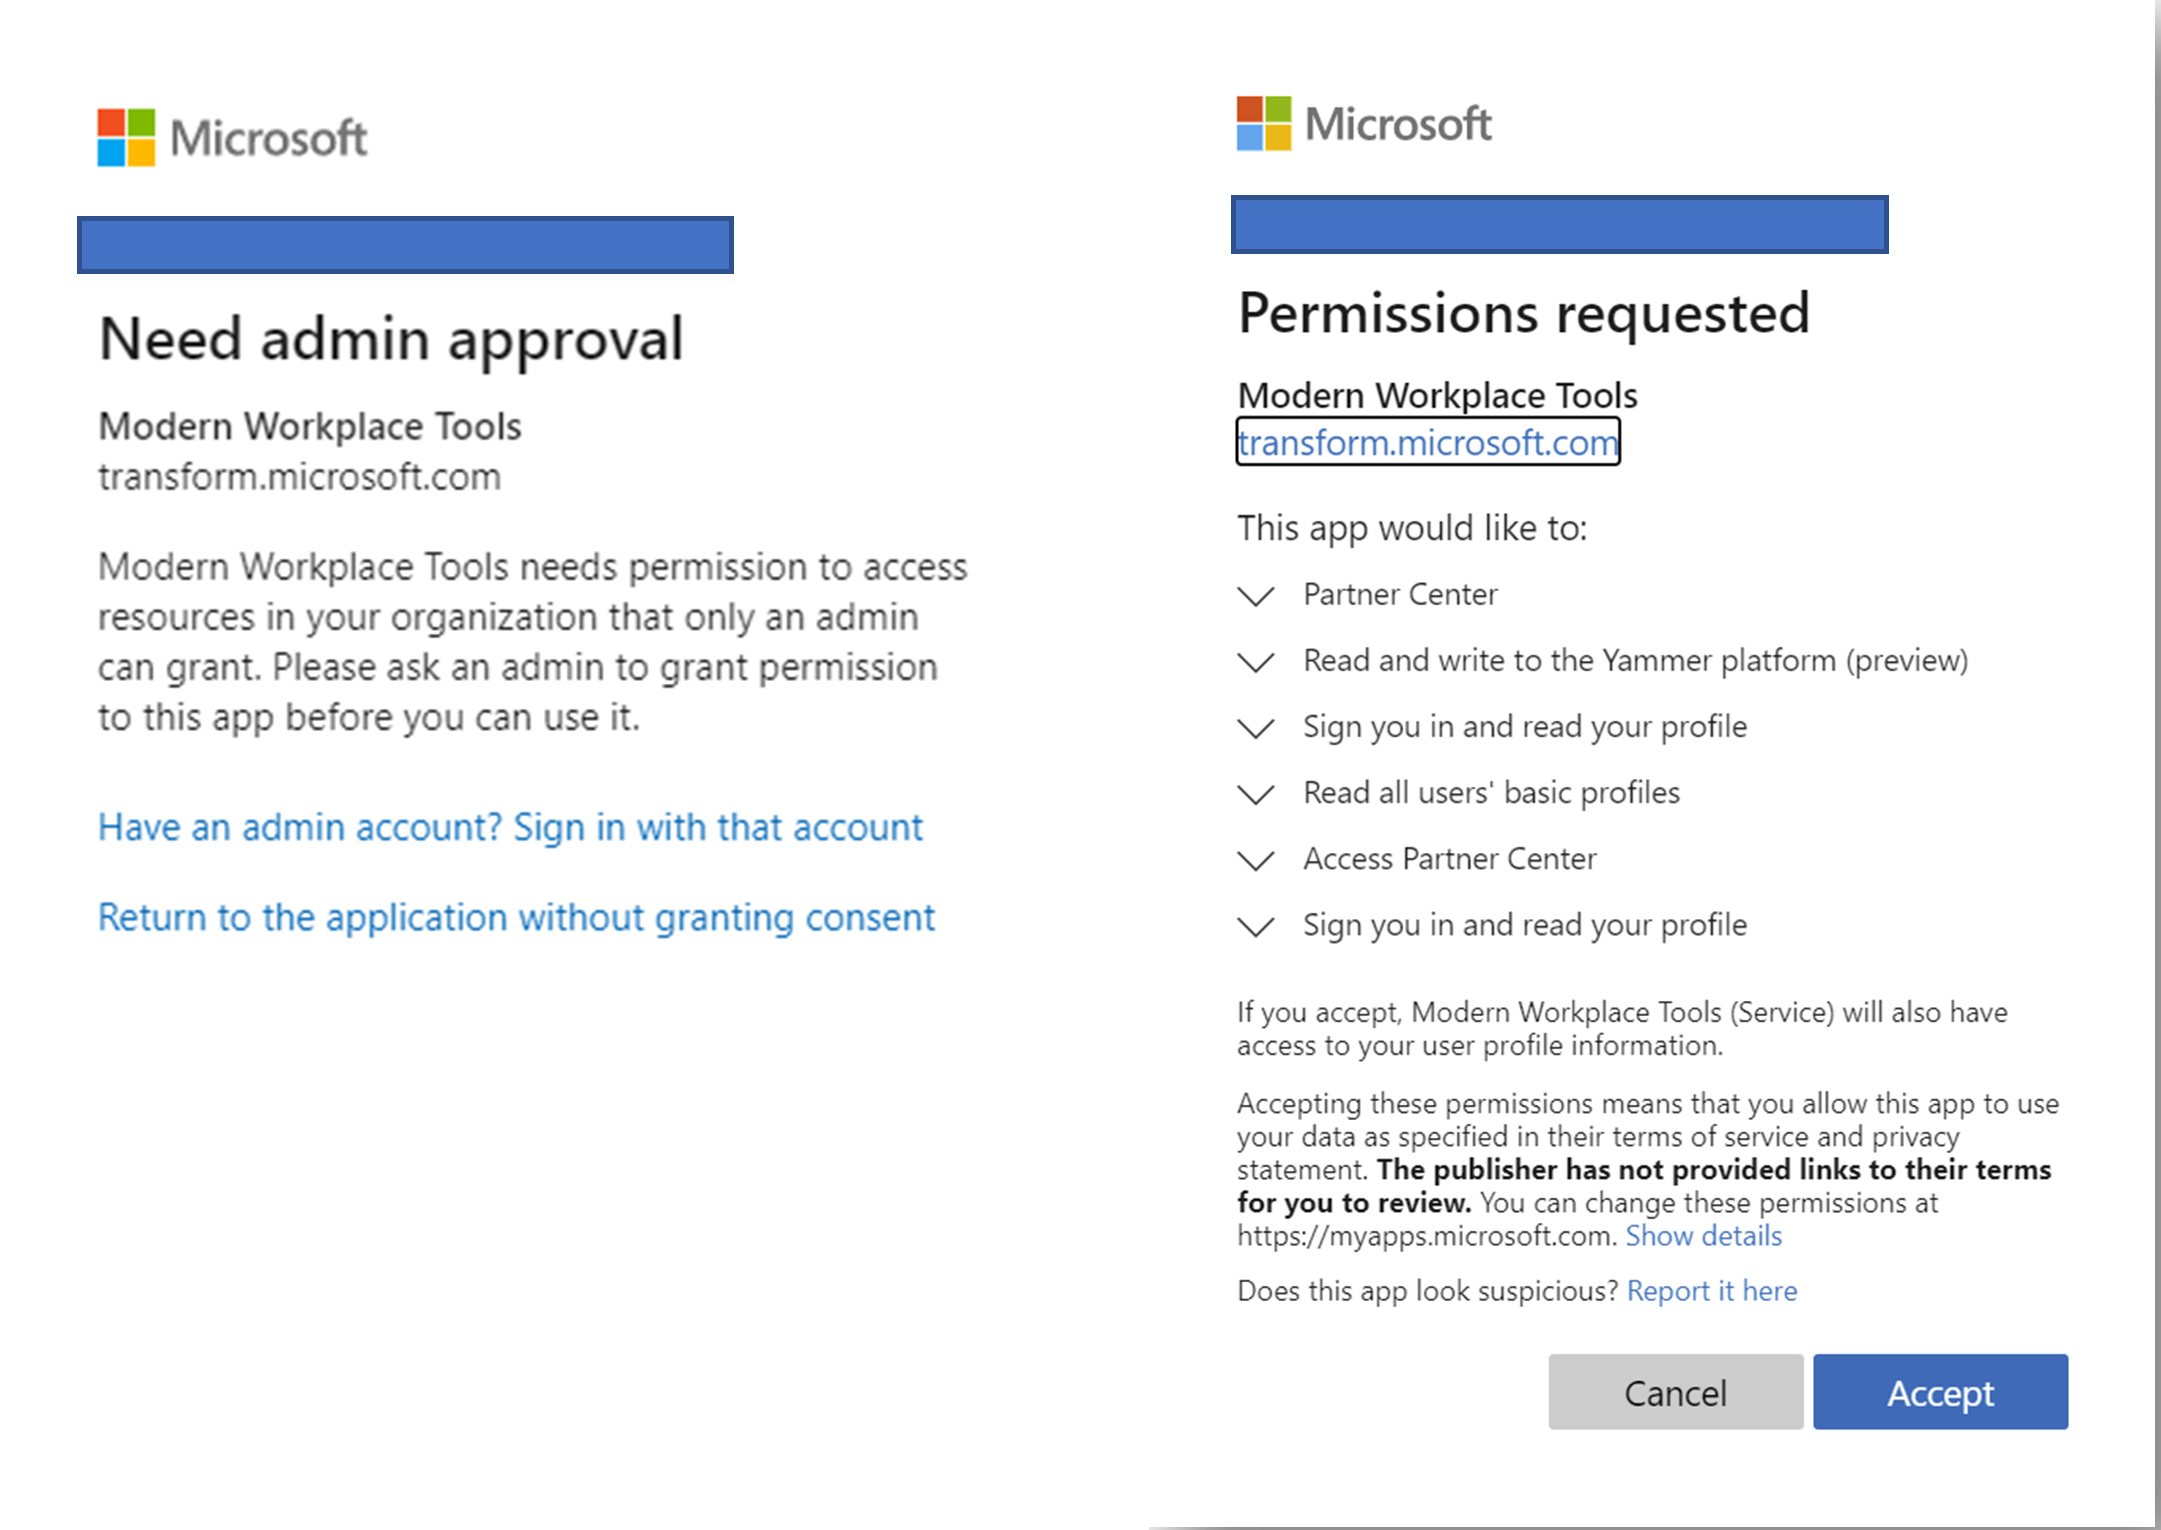 Microsoft
Need admin approval
Modern Workplace Tools
transform.microsoft.com
Modern Workplace Tools needs permission to access
resources in your organization that only an admin
can grant. Please ask an admin to grant permission
to this app before you can use it.
Have an admin account? Sign in with that account
Return to the application without granting consent
Microsoft
Permissions requested
Modern Workplace Tools
transform.microsoft.com
This app would like to:
Partner Center
Read and write to the Yammer platform (preview)
Sign you in and read your profile
Read all users' basic profiles
Access Partner Center
Sign you in and read your profile
If you accept, Modern Workplace Tools (Service) will also have
access to your user profile information.
Accepting these permissions means that you allow this app to use
your data as specified in their terms of service and privacy
statement. The publisher has not provided links to their terms
for you to review. You can change these permissions at
https://myapps.microsoft.com. Show details
Does this app look suspicious? Report it here
Cancel
Accept